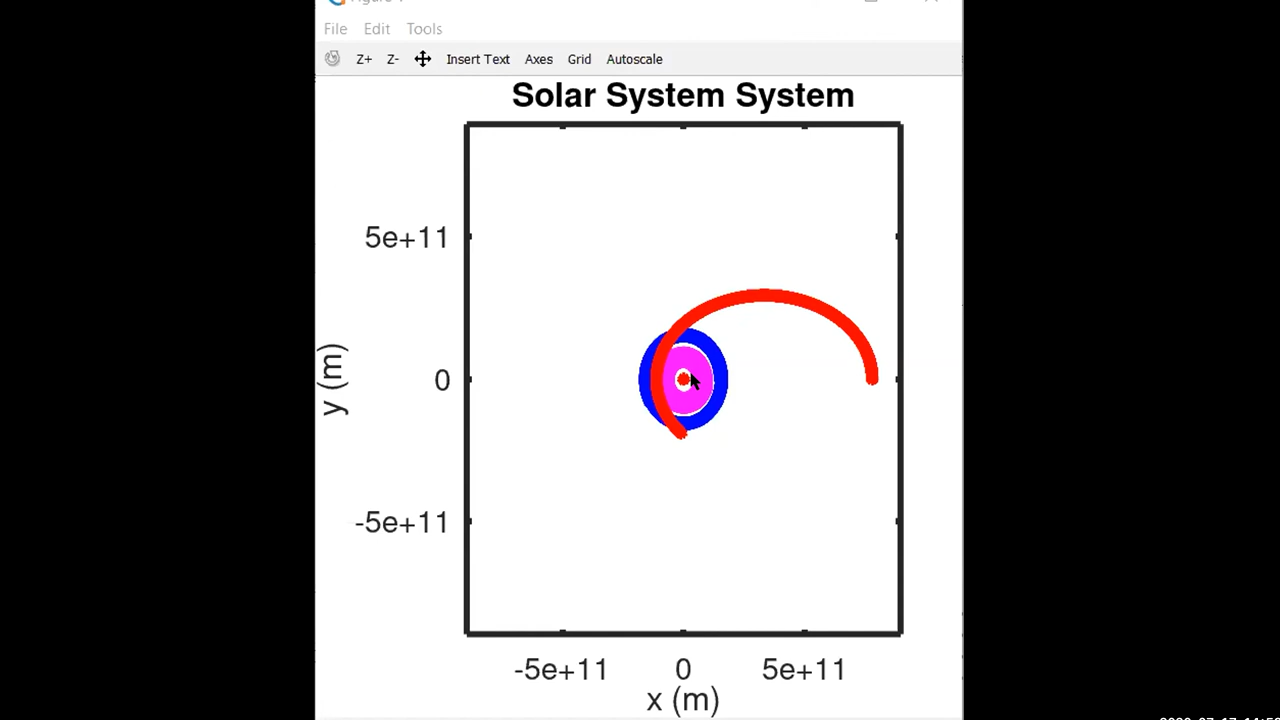 File Edit Tools
Z+ Z- Insert Text Axes Grid Autoscale
Solar System System
5e+11
0
-5e+11
y (m)
-5e+11 0 5e+11
x (m)